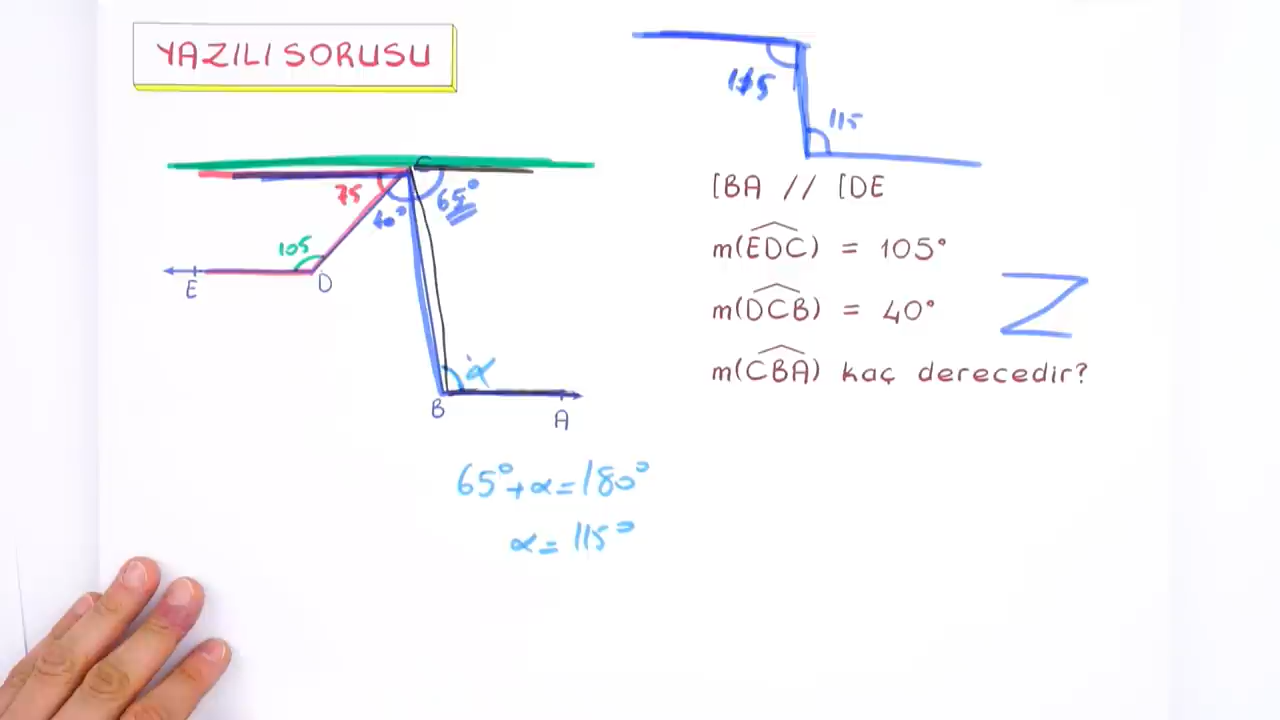 YAZILI SORUSU
115
115
[BA // [DE
75
40°
65°
m(EDC) = 105°
105
E
D
m(DCB) = 40°
m(CBA) kaç derecedir?
α
B
A
65° + α = 180°
α = 115°